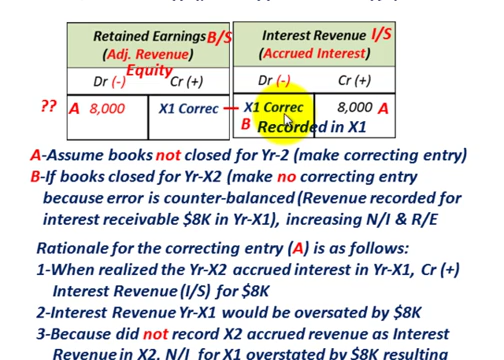 Retained Earnings B/S
(Adj. Revenue)
Equity
Dr (-) Cr (+)
?? A 8,000 X1 Correc
Interest Revenue I/S
(Accrued Interest)
Dr (-) Cr (+)
X1 Correc 8,000 A
B Recorded in X1
A-Assume books not closed for Yr-2 (make correcting entry)
B-If books closed for Yr-X2 (make no correcting entry
because error is counter-balanced (Revenue recorded for
interest receivable $8K in Yr-X1), increasing N/I & R/E
Rationale for the correcting entry (A) is as follows:
1-When realized the Yr-X2 accrued interest in Yr-X1, Cr (+)
Interest Revenue (I/S) for $8K
2-Interest Revenue Yr-X1 would be oversated by $8K
3-Because did not record X2 accrued revenue as Interest
Revenue in X2, N/I for X1 overstated by $8K resulting